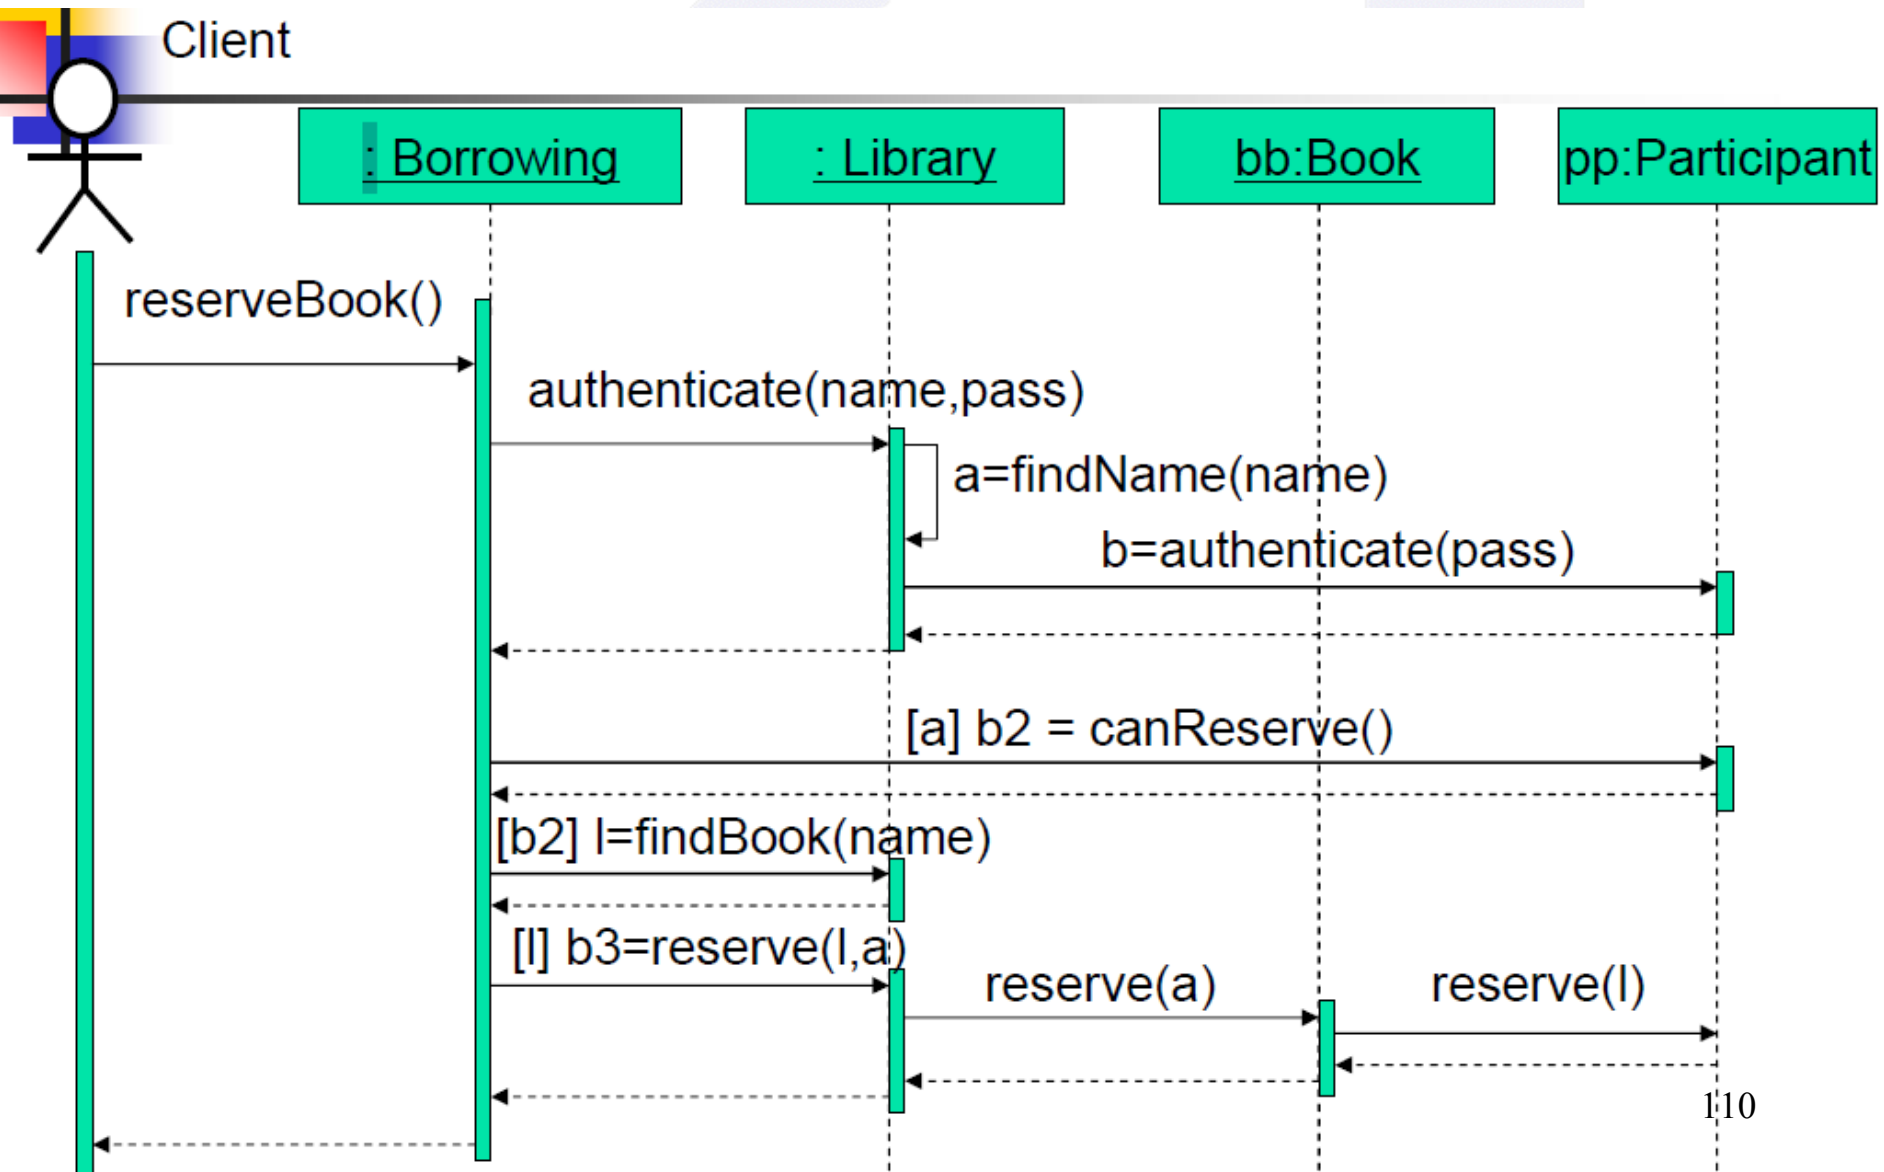 Client
: Borrowing
: Library
bb:Book
pp:Participant
reserveBook()
authenticate(name,pass)
a=findName(name)
b=authenticate(pass)
[a] b2 = canReserve()
[b2] l=findBook(name)
[l] b3=reserve(l,a)
reserve(a)
reserve(l)
110